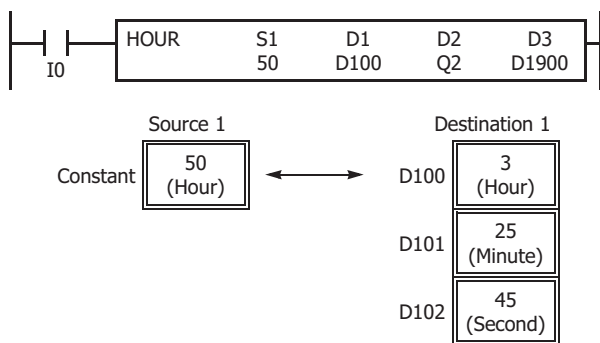 HOUR S1 D1 D2 D3
50 D100 Q2 D1900
I0
Source 1 Destination 1
Constant 50 (Hour) D100 3 (Hour)
D101 25 (Minute)
D102 45 (Second)